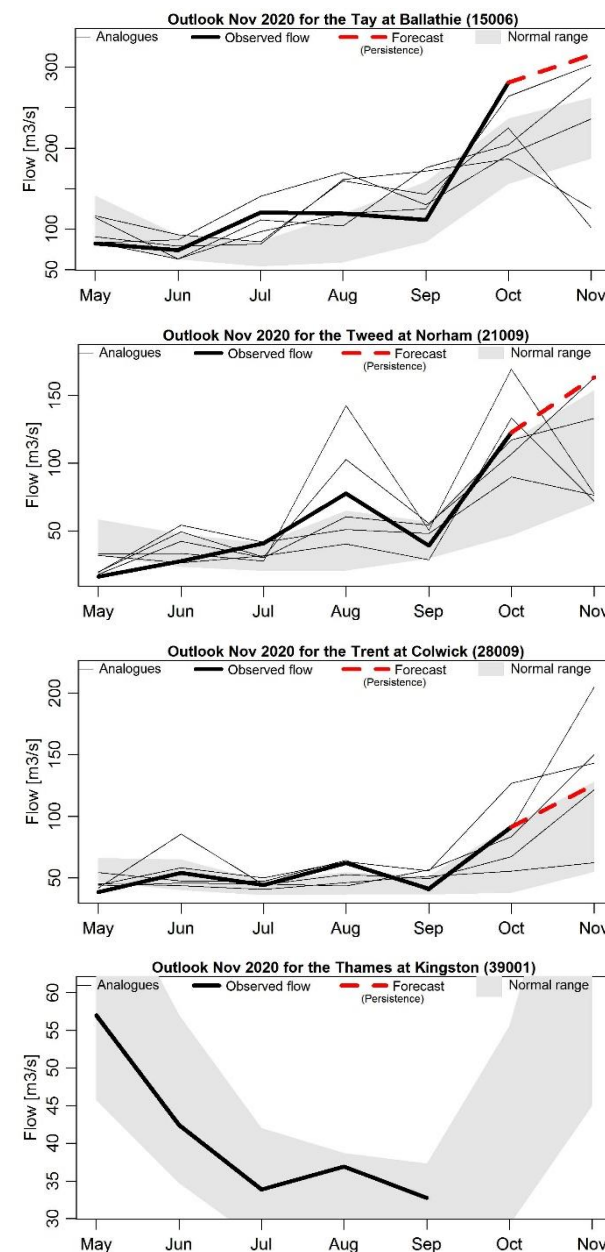 Outlook Nov 2020 for the Tay at Ballathie (15006)
Analogues Observed flow Forecast Normal range
(Persistence)
Flow [m3/s]
300
200
100
50
May Jun Jul Aug Sep Oct Nov
Outlook Nov 2020 for the Tweed at Norham (21009)
Analogues Observed flow Forecast Normal range
(Persistence)
Flow [m3/s]
150
100
50
May Jun Jul Aug Sep Oct Nov
Outlook Nov 2020 for the Trent at Colwick (28009)
Analogues Observed flow Forecast Normal range
(Persistence)
Flow [m3/s]
200
150
100
50
May Jun Jul Aug Sep Oct Nov
Outlook Nov 2020 for the Thames at Kingston (39001)
Analogues Observed flow Forecast Normal range
(Persistence)
Flow [m3/s]
60
55
50
45
40
35
30
May Jun Jul Aug Sep Oct Nov